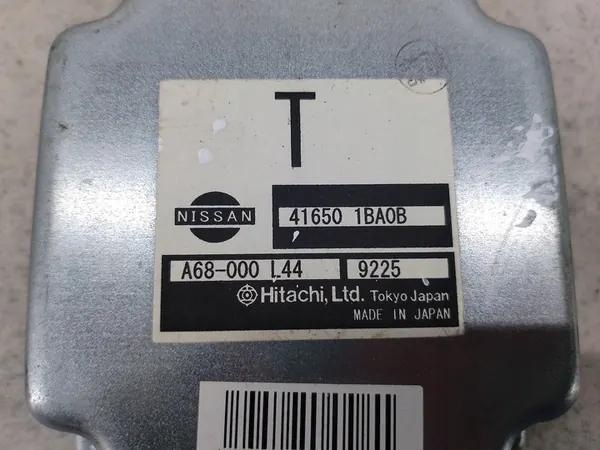 T
NISSAN 41650 1BA0B
A68-000 L44 9225
Hitachi, Ltd. Tokyo Japan
MADE IN JAPAN